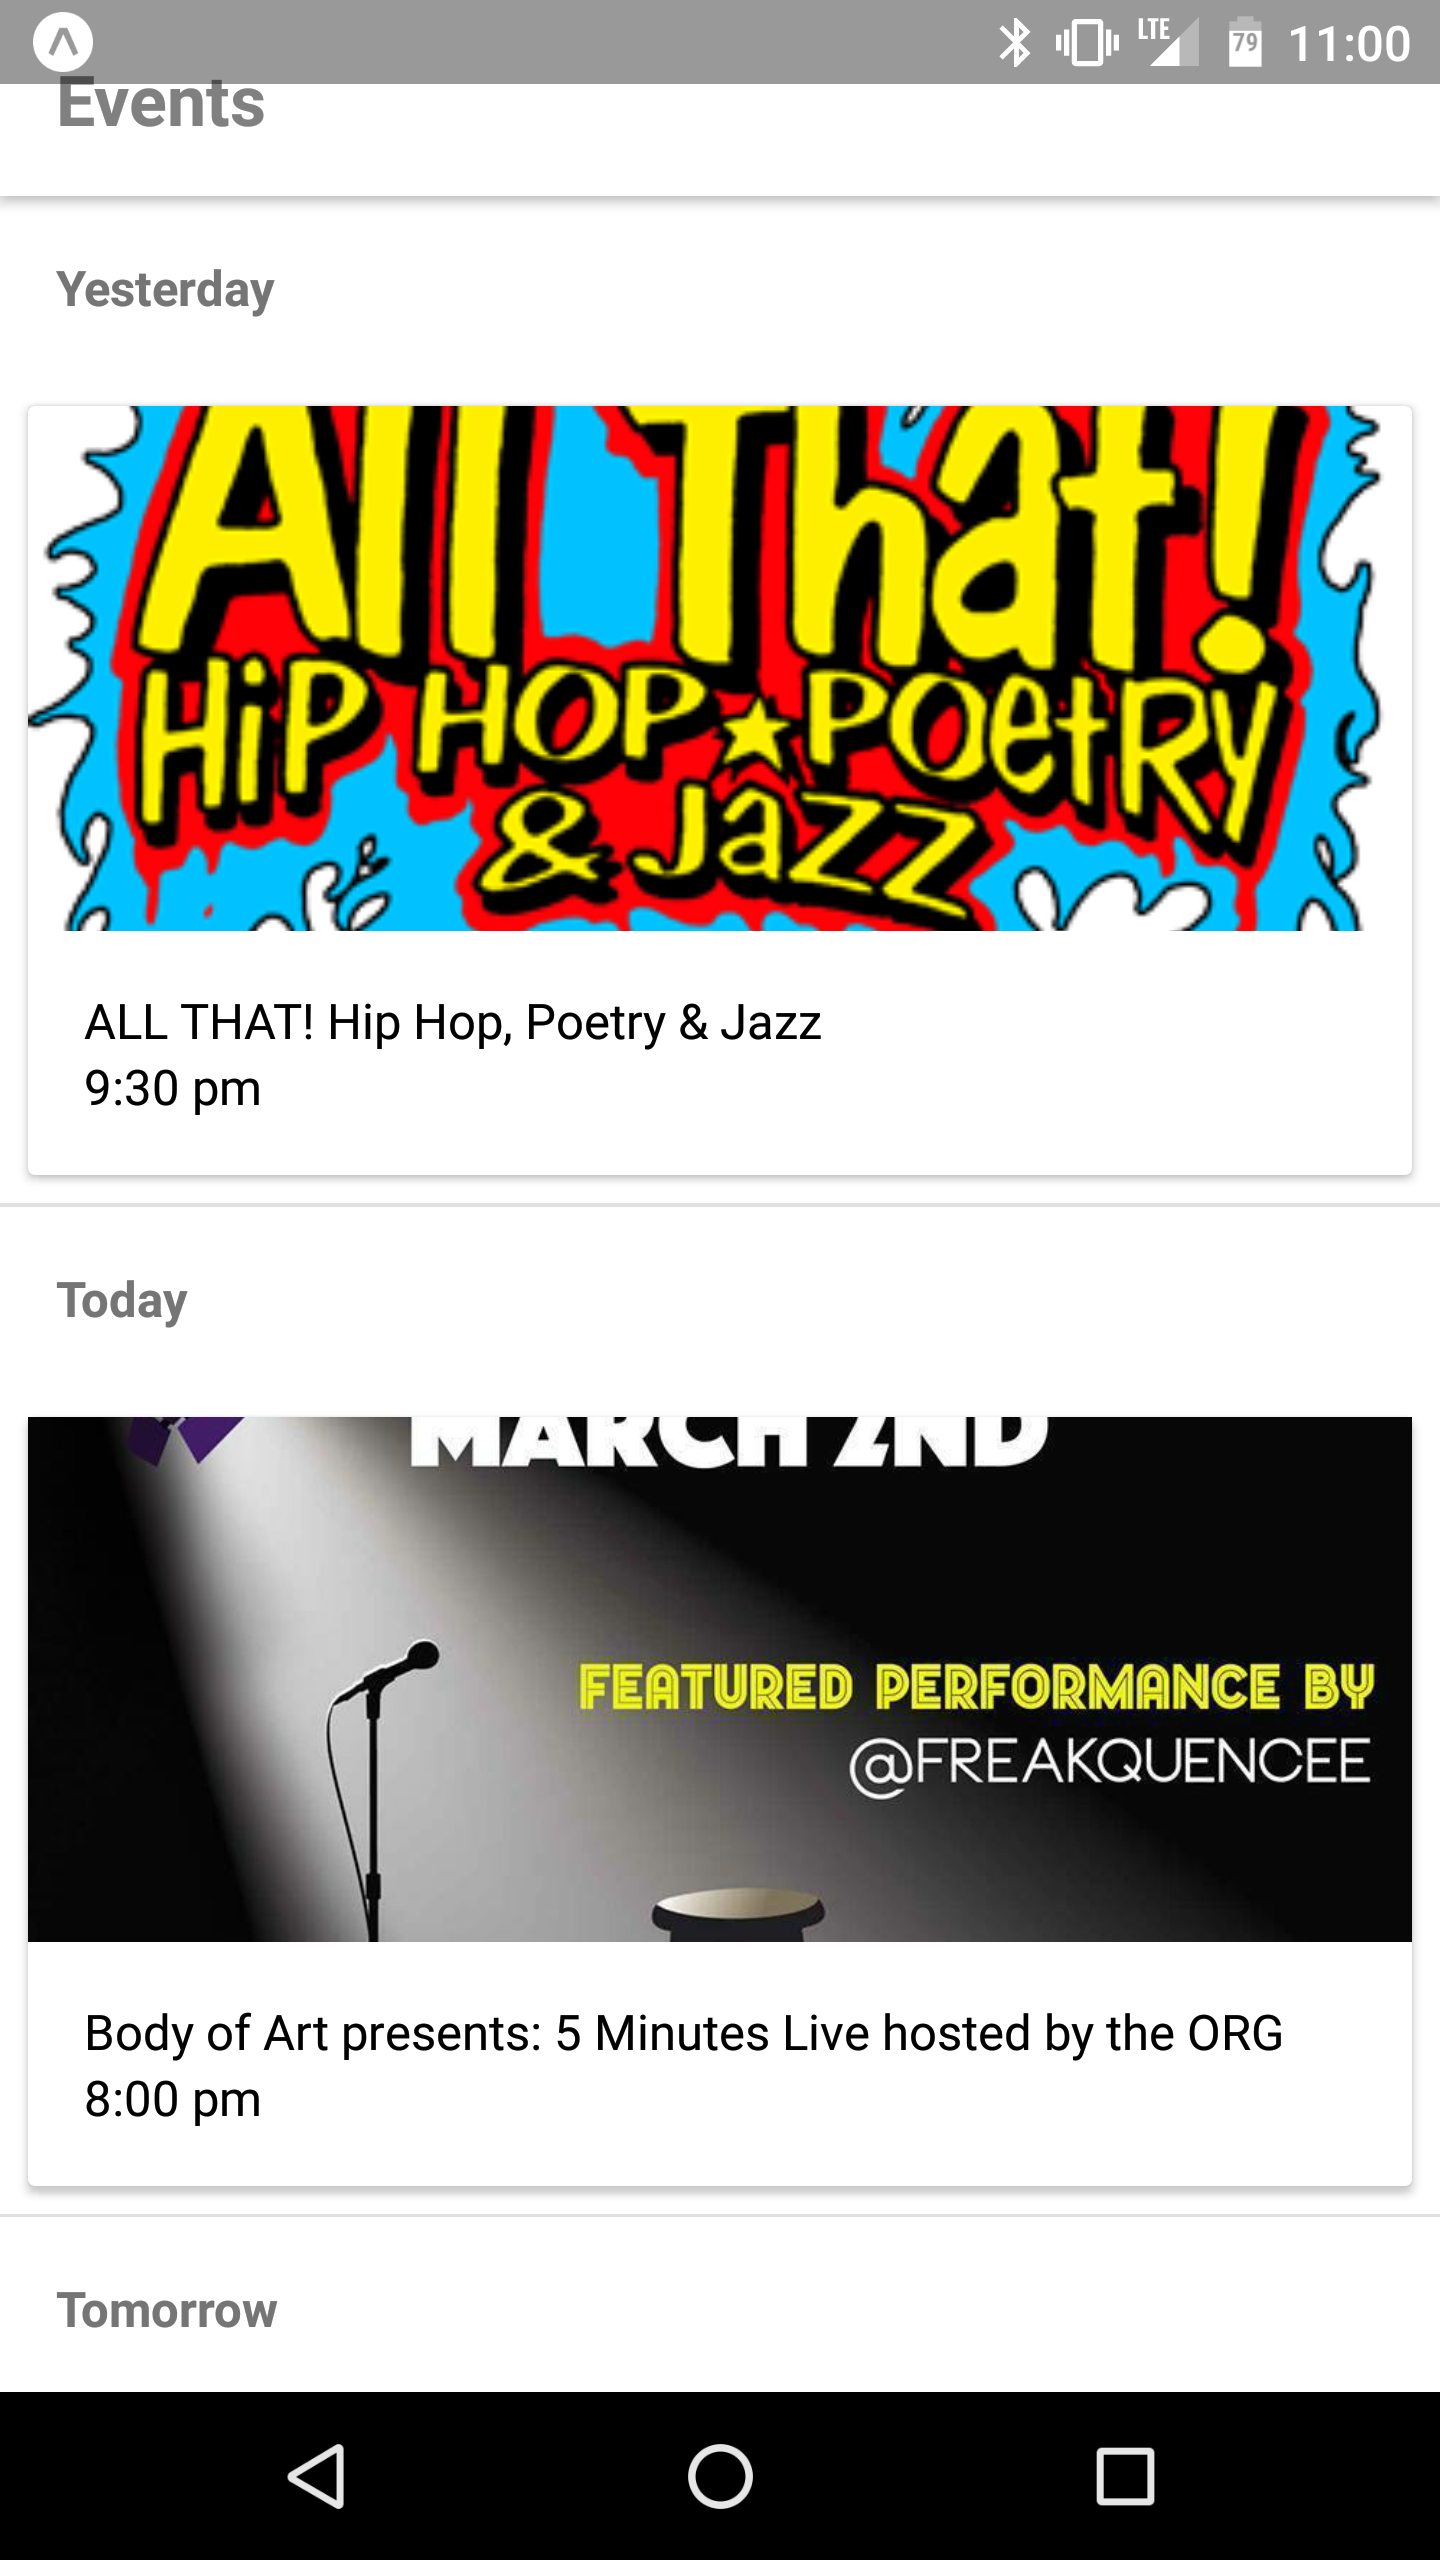 LTE 79 11:00
Events
Yesterday
All That!
HiP HOP POetRy
& Jazz
ALL THAT! Hip Hop, Poetry & Jazz
9:30 pm
Today
MARCH 2ND
FEATURED PERFORMANCE BY
@FREAKQUENCEE
Body of Art presents: 5 Minutes Live hosted by the ORG
8:00 pm
Tomorrow